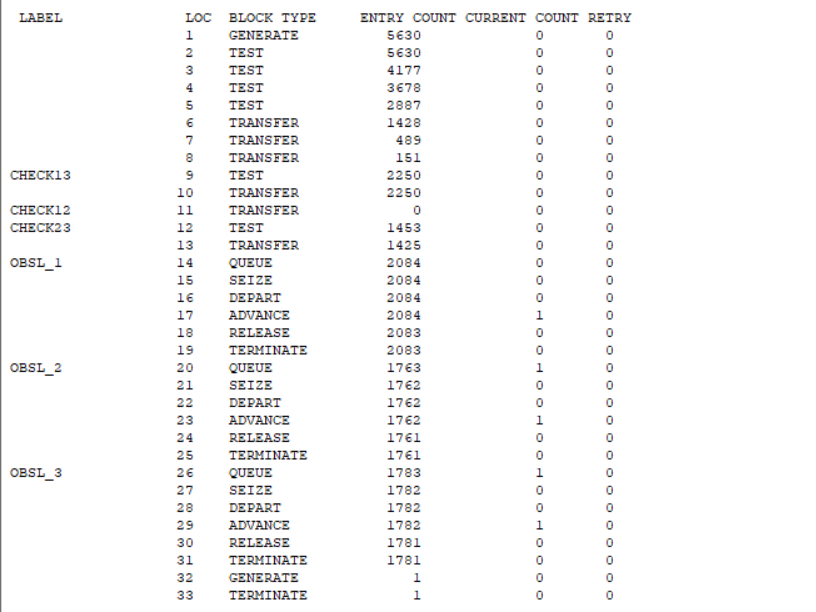 LABEL LOC BLOCK TYPE ENTRY COUNT CURRENT COUNT RETRY
1 GENERATE 5630 0 0
2 TEST 5630 0 0
3 TEST 4177 0 0
4 TEST 3678 0 0
5 TEST 2887 0 0
6 TRANSFER 1428 0 0
7 TRANSFER 489 0 0
8 TRANSFER 151 0 0
CHECK13 9 TEST 2250 0 0
10 TRANSFER 2250 0 0
CHECK12 11 TRANSFER 0 0 0
CHECK23 12 TEST 1453 0 0
13 TRANSFER 1425 0 0
OBSL_1 14 QUEUE 2084 0 0
15 SEIZE 2084 0 0
16 DEPART 2084 0 0
17 ADVANCE 2084 1 0
18 RELEASE 2083 0 0
19 TERMINATE 2083 0 0
OBSL_2 20 QUEUE 1763 1 0
21 SEIZE 1762 0 0
22 DEPART 1762 0 0
23 ADVANCE 1762 1 0
24 RELEASE 1761 0 0
25 TERMINATE 1761 0 0
OBSL_3 26 QUEUE 1783 1 0
27 SEIZE 1782 0 0
28 DEPART 1782 0 0
29 ADVANCE 1782 1 0
30 RELEASE 1781 0 0
31 TERMINATE 1781 0 0
32 GENERATE 1 0 0
33 TERMINATE 1 0 0